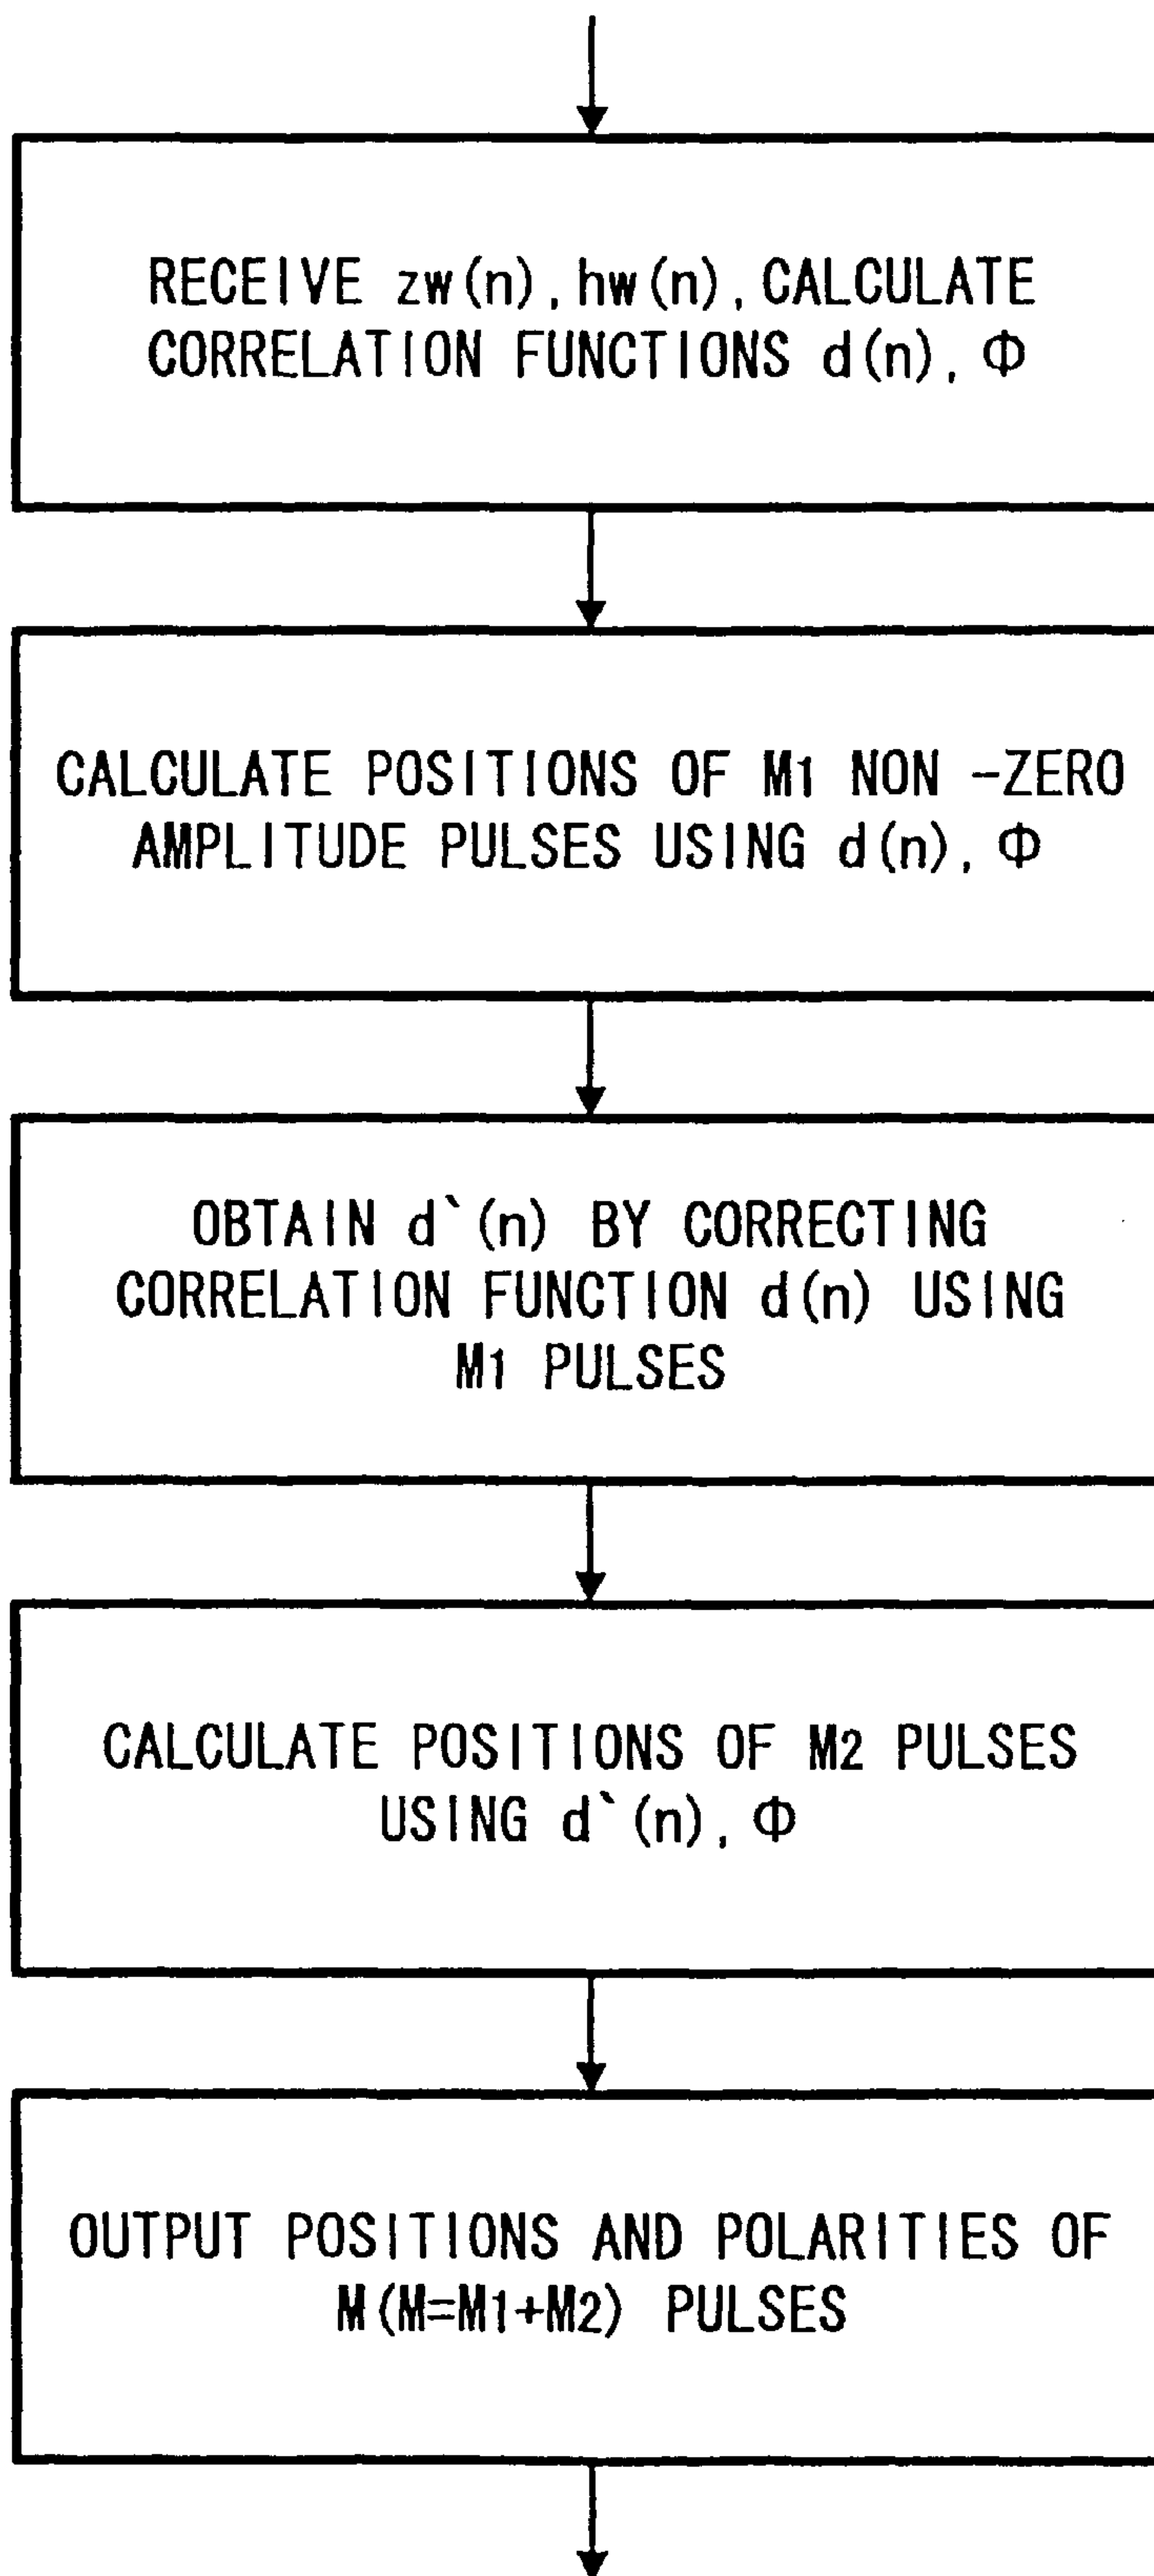 RECEIVE zw(n), hw(n), CALCULATE
CORRELATION FUNCTIONS d(n), Φ
CALCULATE POSITIONS OF M1 NON -ZERO
AMPLITUDE PULSES USING d(n), Φ
OBTAIN d`(n) BY CORRECTING
CORRELATION FUNCTION d(n) USING
M1 PULSES
CALCULATE POSITIONS OF M2 PULSES
USING d`(n), Φ
OUTPUT POSITIONS AND POLARITIES OF
M(M=M1+M2) PULSES